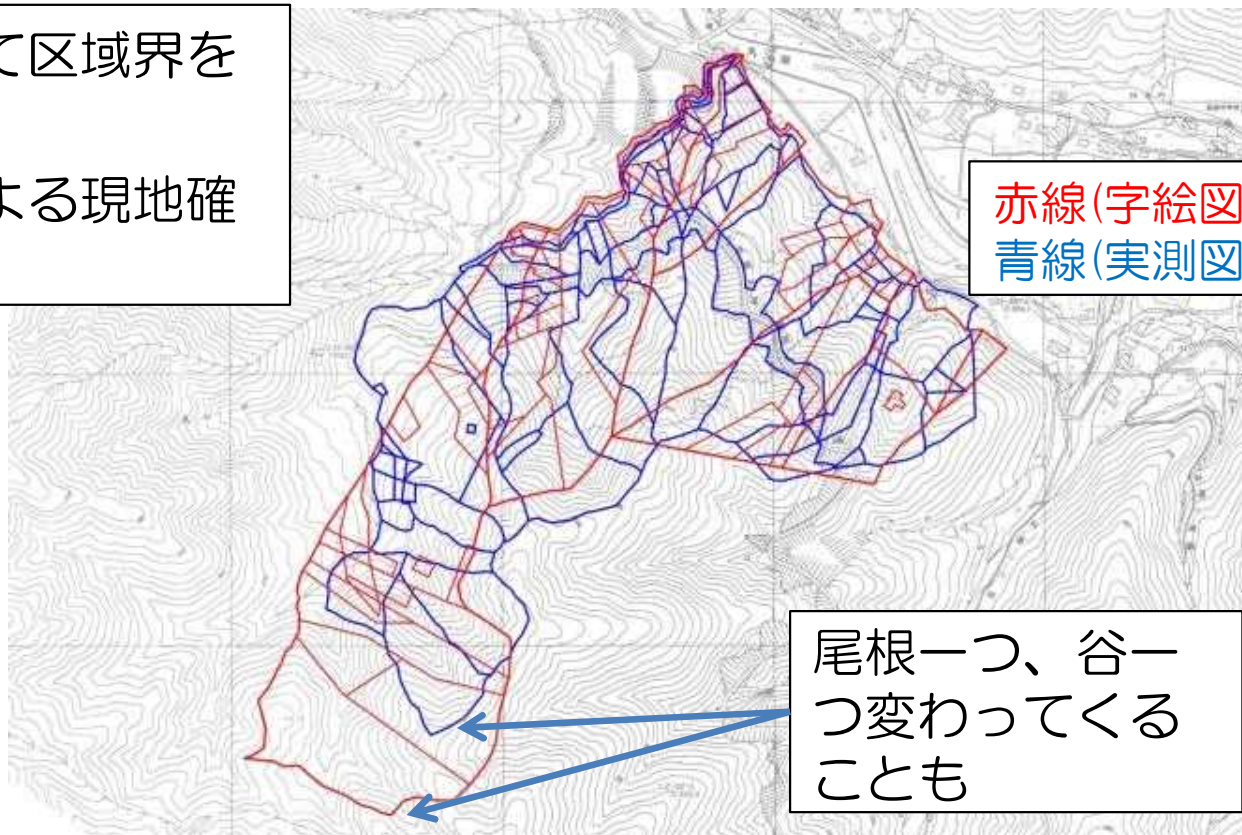 て区域界を
よる現地確
赤線(字絵図
青線(実測図
尾根一つ、谷一
つ変わってくる
ことも